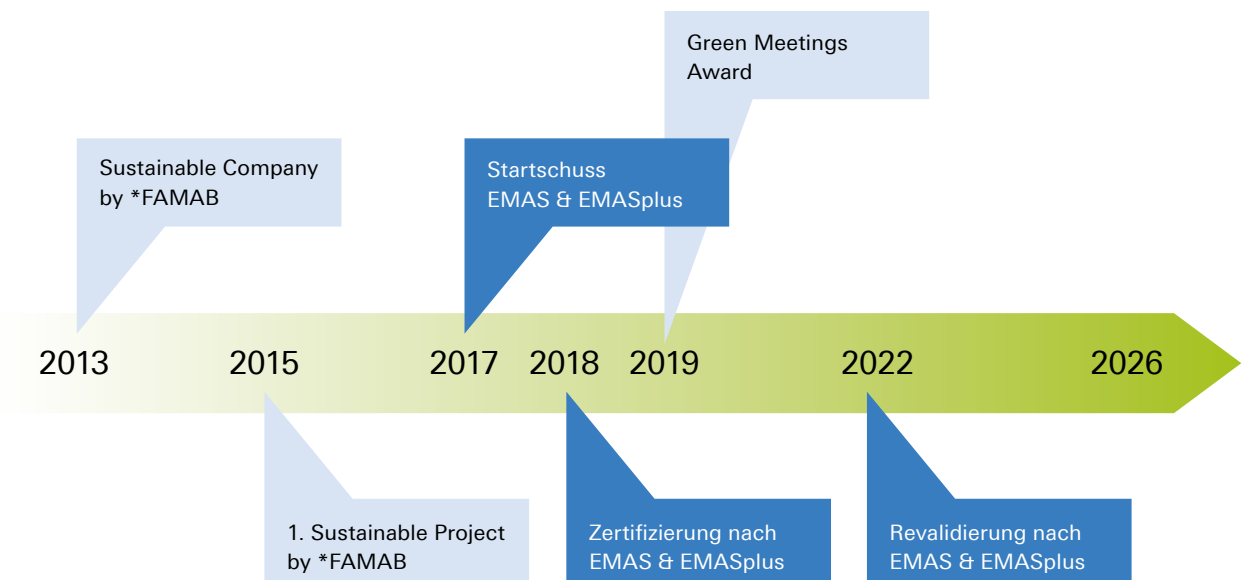 Green Meetings
Award
Sustainable Company
by *FAMAB
Startschuss
EMAS & EMASplus
2013 2015 2017 2018 2019 2022 2026
1. Sustainable Project
by *FAMAB
Zertifizierung nach
EMAS & EMASplus
Revalidierung nach
EMAS & EMASplus